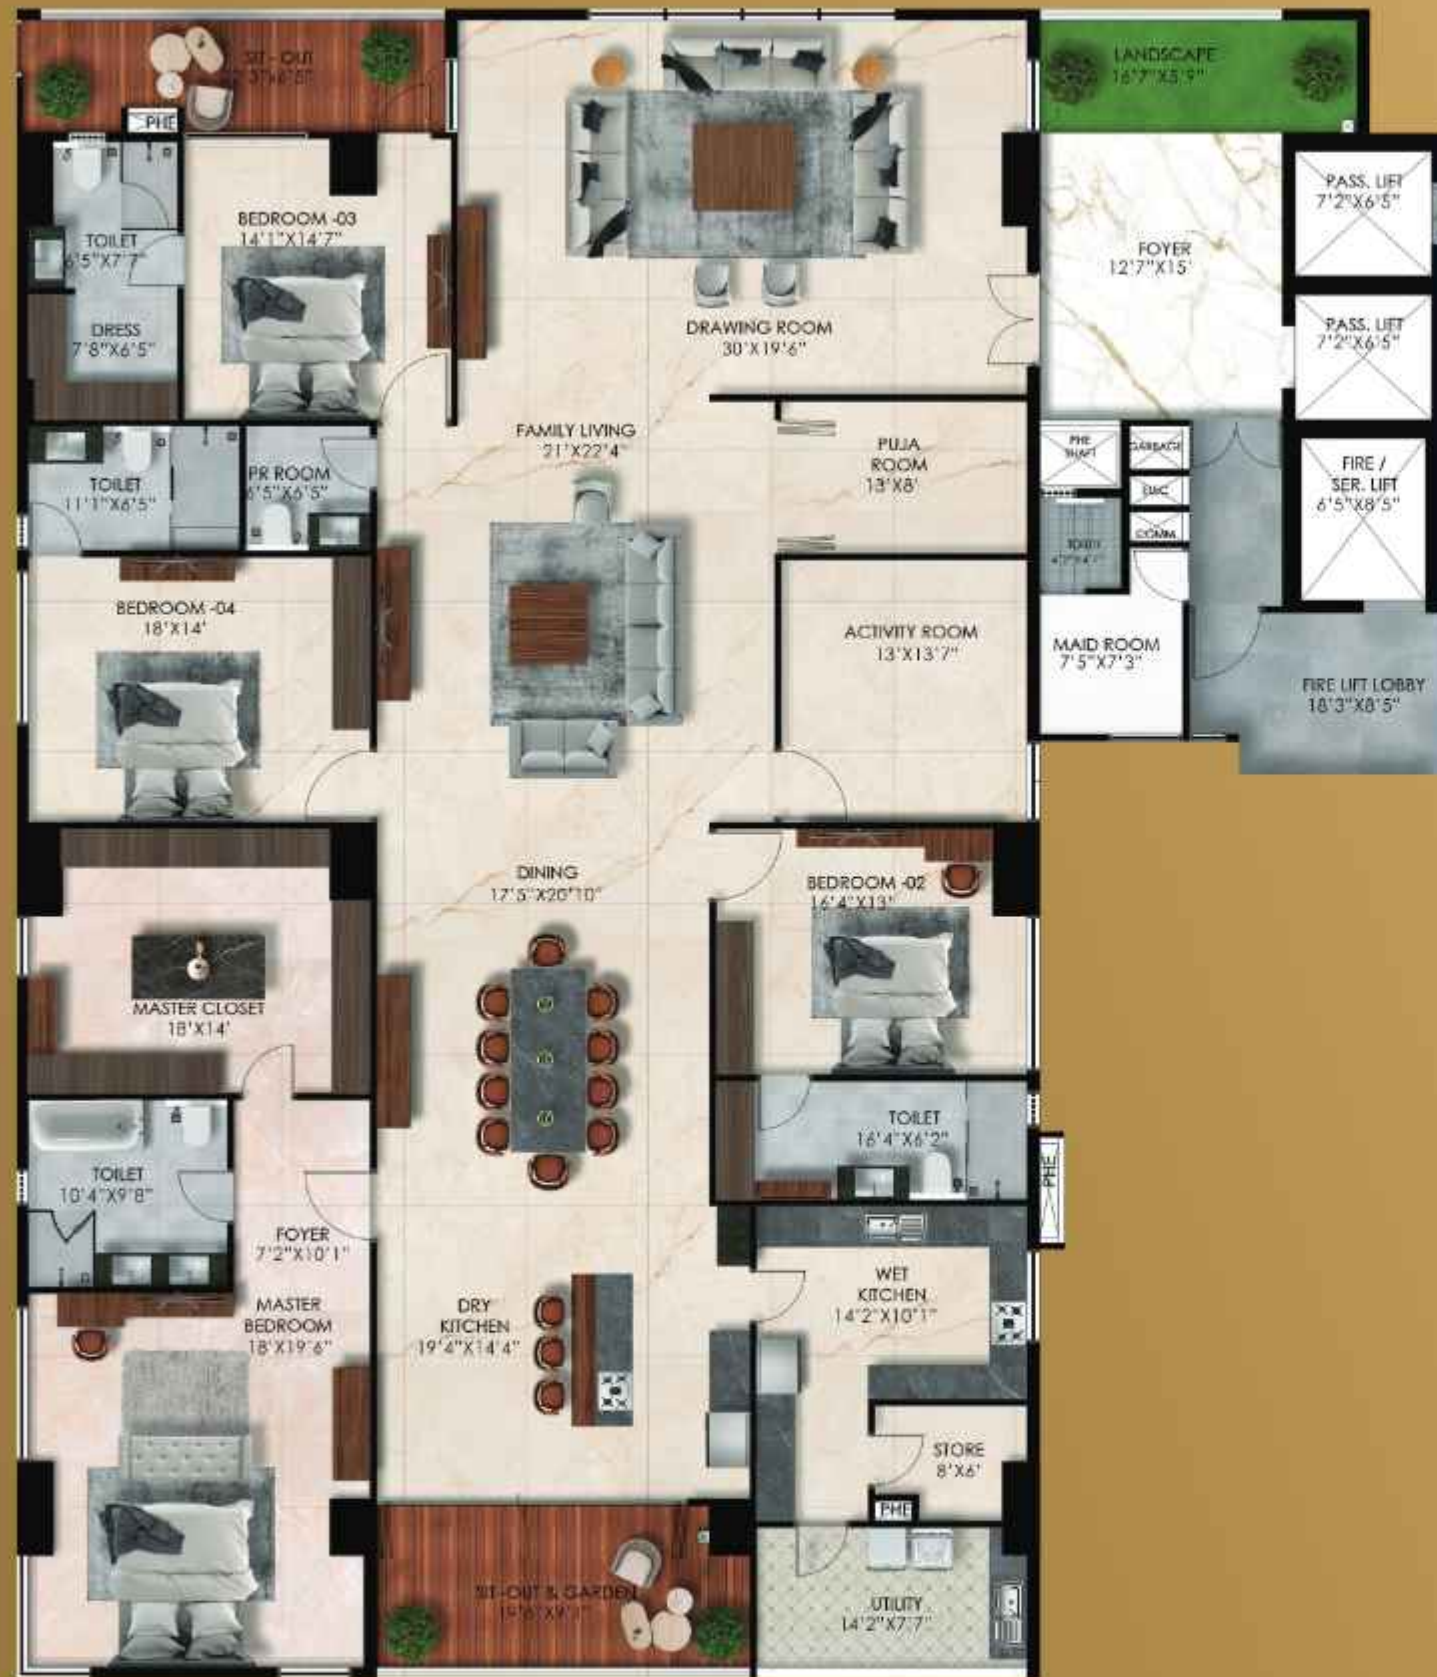 SIT - OUT
LANDSCAPE
16'7"X5'9"
PHE
PASS. LIFT
7'2"X6'5"
BEDROOM -03
14'1"X14'7"
TOILET
6'5"X7'7"
FOYER
12'7"X15'
DRESS
7'8"X6'5"
DRAWING ROOM
30'X19'6"
PASS. LIFT
7'2"X6'5"
FAMILY LIVING
21'X22'4"
PUJA
ROOM
13'X8'
PHE
SHAFT
GARBAGE
FIRE /
SER. LIFT
6'5"X8'5"
TOILET
11'1"X6'5"
PR ROOM
6'5"X6'5"
ELEC
COMM.
TOILET
BEDROOM -04
18'X14'
ACTIVITY ROOM
13'X13'7"
MAID ROOM
7'5"X7'3"
FIRE LIFT LOBBY
18'3"X8'5"
DINING
17'5"X20'10"
BEDROOM -02
16'4"X13"
MASTER CLOSET
18'X14'
TOILET
16'4"X6'2"
PHE
TOILET
10'4"X9'8"
FOYER
7'2"X10'1"
WET
KITCHEN
14'2"X10'1"
MASTER
BEDROOM
18'X19'6"
DRY
KITCHEN
19'4"X14'4"
STORE
8'X6'
PHE
SIT-OUT & GARDEN
UTILITY
14'2"X7'7"